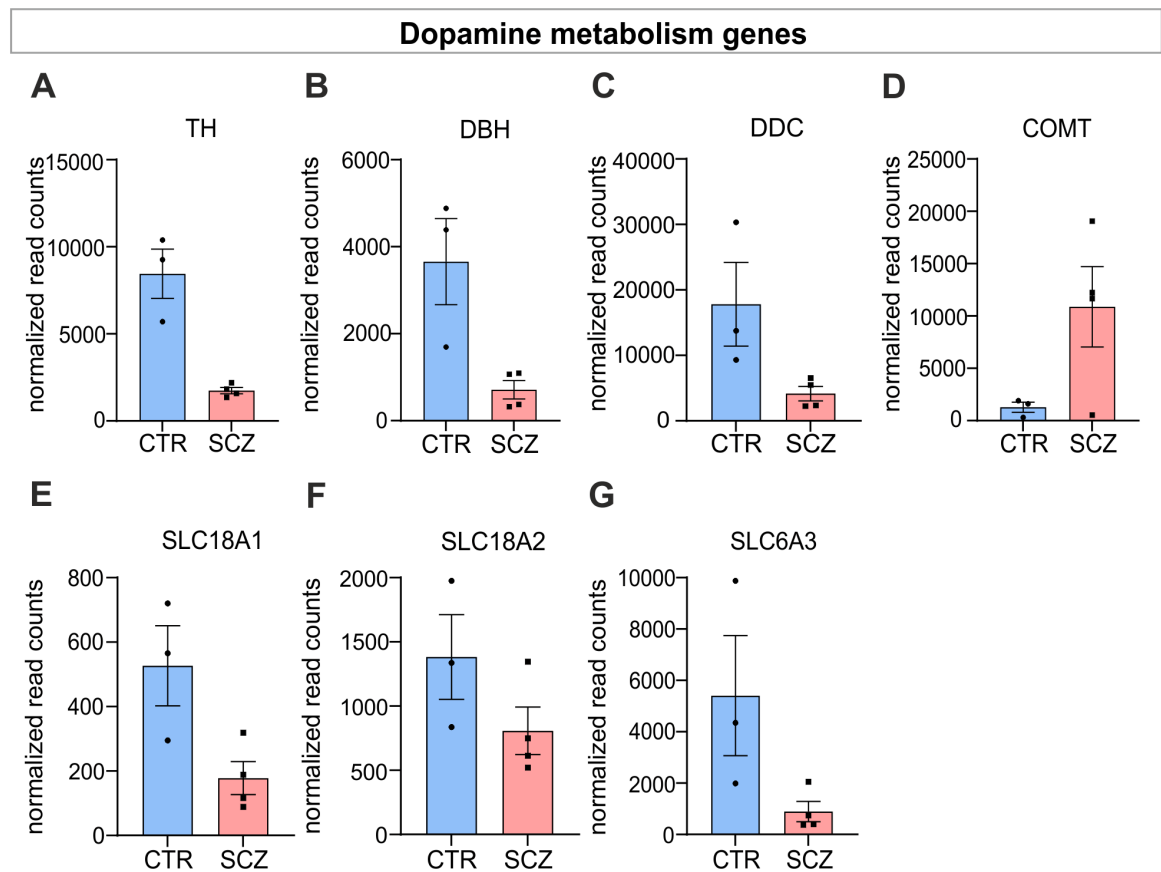 Dopamine metabolism genes
A
TH
normalized read counts
15000
10000
5000
0
CTR SCZ
B
DBH
normalized read counts
6000
4000
2000
0
CTR SCZ
C
DDC
normalized read counts
40000
30000
20000
10000
0
CTR SCZ
D
COMT
normalized read counts
25000
20000
15000
10000
5000
0
CTR SCZ
E
SLC18A1
normalized read counts
800
600
400
200
0
CTR SCZ
F
SLC18A2
normalized read counts
2000
1500
1000
500
0
CTR SCZ
G
SLC6A3
normalized read counts
10000
8000
6000
4000
2000
0
CTR SCZ